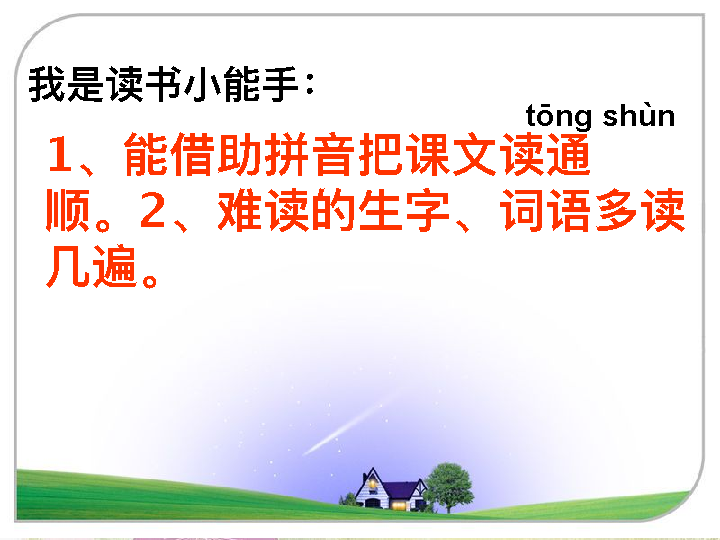 我是读书小能手：
tōng shùn
1、能借助拼音把课文读通
顺。2、难读的生字、词语多读
几遍。